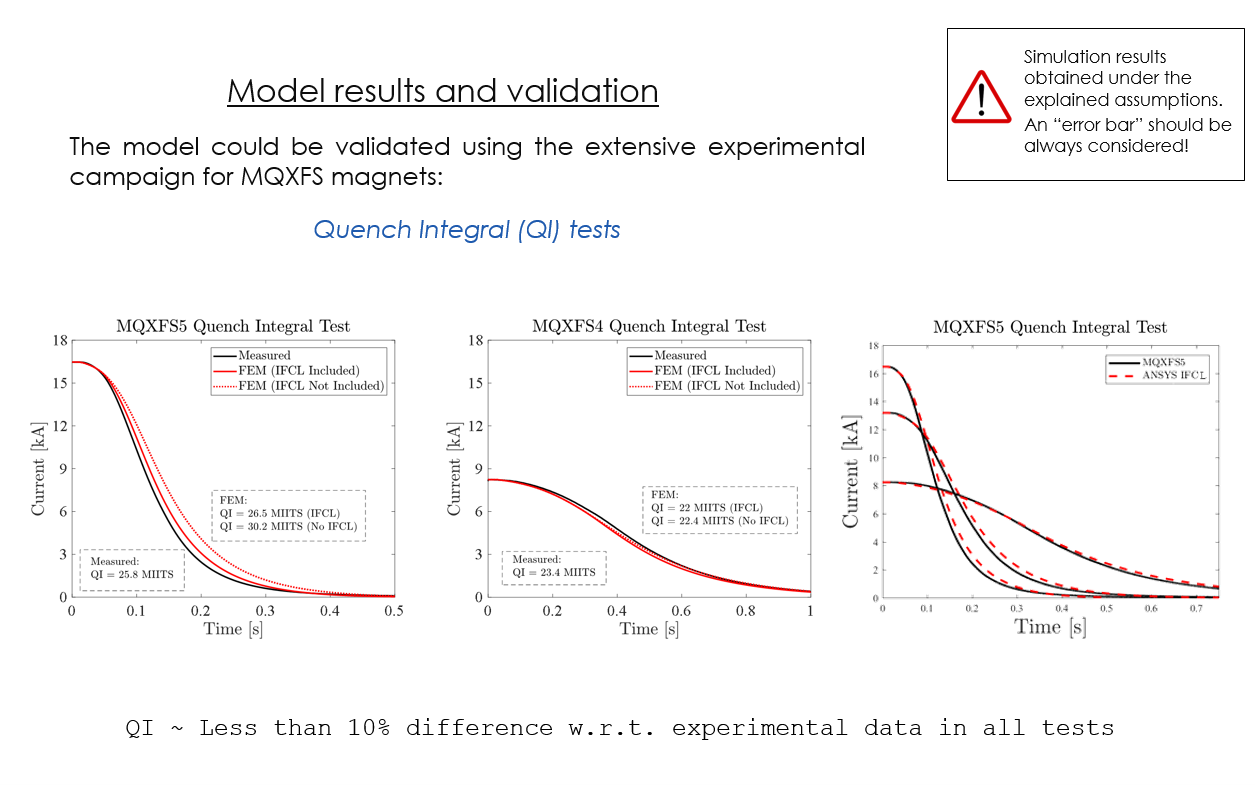 Model results and validation
Simulation results
obtained under the
explained assumptions.
An “error bar” should be
always considered!
The model could be validated using the extensive experimental
campaign for MQXFS magnets:
Quench Integral (QI) tests
MQXFS5 Quench Integral Test
18
15
12
9
6
3
0
Current [kA]
Measured
FEM (IFCL Included)
FEM (IFCL Not Included)
FEM:
QI = 26.5 MIITS (IFCL)
QI = 30.2 MIITS (No IFCL)
Measured:
QI = 25.8 MIITS
0 0.1 0.2 0.3 0.4 0.5
Time [s]
MQXFS4 Quench Integral Test
18
15
12
9
6
3
0
Current [kA]
Measured
FEM (IFCL Included)
FEM (IFCL Not Included)
FEM:
QI = 22 MIITS (IFCL)
QI = 22.4 MIITS (No IFCL)
Measured:
QI = 23.4 MIITS
0 0.2 0.4 0.6 0.8 1
Time [s]
MQXFS5 Quench Integral Test
18
16
14
12
10
8
6
4
2
0
Current [kA]
MQXFS5
ANSYS IFCL
0 0.1 0.2 0.3 0.4 0.5 0.6 0.7
Time [s]
QI ~ Less than 10% difference w.r.t. experimental data in all tests